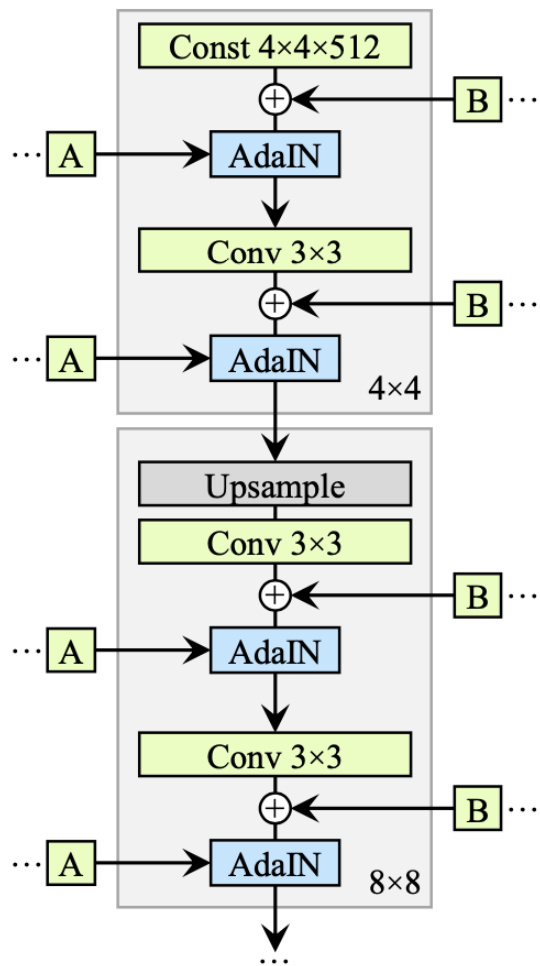 Const 4×4×512
+ B ...
... A AdaIN
Conv 3×3
+ B ...
... A AdaIN
4×4
Upsample
Conv 3×3
+ B ...
... A AdaIN
Conv 3×3
+ B ...
... A AdaIN
8×8
...